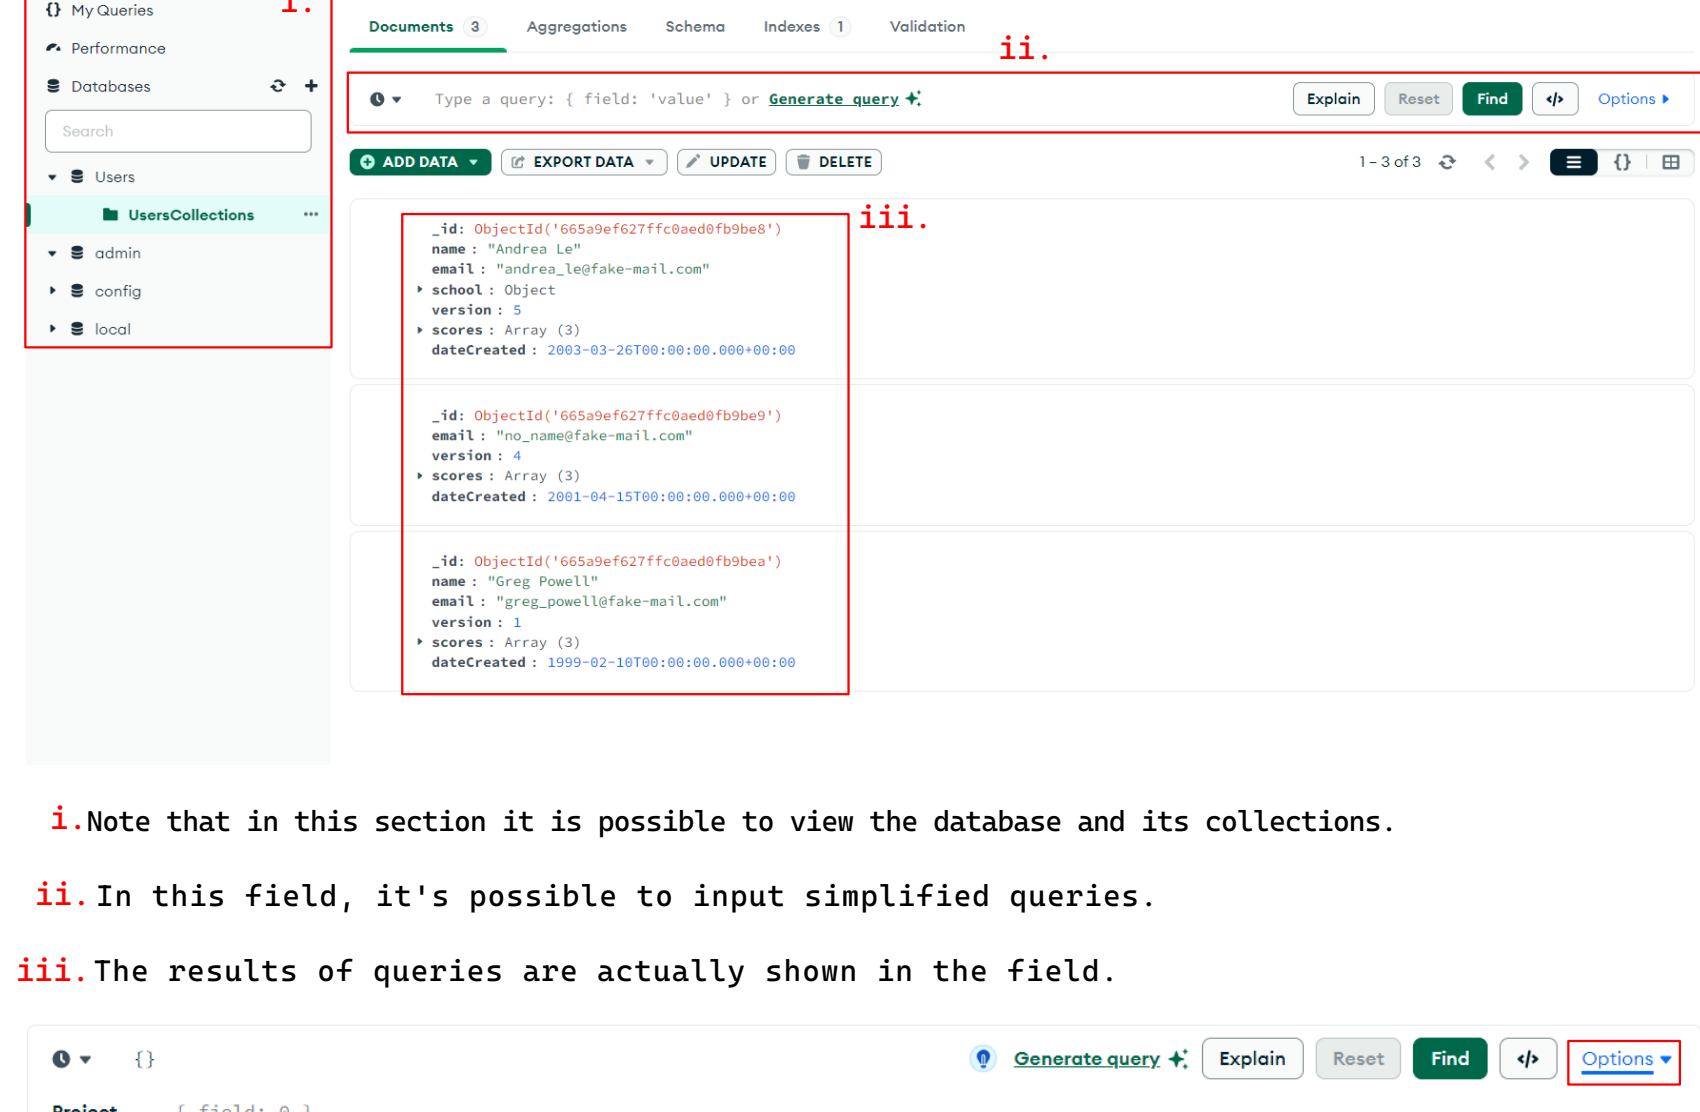 {} My Queries
i.
Performance
Databases
Search
Users
UsersCollections
admin
config
local
Documents 3 Aggregations Schema Indexes 1 Validation
ii.
Type a query: { field: 'value' } or Generate query Explain Reset Find </> Options
ADD DATA EXPORT DATA UPDATE DELETE 1 – 3 of 3 {}
iii.
_id: ObjectId('665a9ef627ffc0aed0fb9be8')
name : "Andrea Le"
email : "andrea_le@fake-mail.com"
school : Object
version : 5
scores : Array (3)
dateCreated : 2003-03-26T00:00:00.000+00:00
_id: ObjectId('665a9ef627ffc0aed0fb9be9')
email : "no_name@fake-mail.com"
version : 4
scores : Array (3)
dateCreated : 2001-04-15T00:00:00.000+00:00
_id: ObjectId('665a9ef627ffc0aed0fb9bea')
name : "Greg Powell"
email : "greg_powell@fake-mail.com"
version : 1
scores : Array (3)
dateCreated : 1999-02-10T00:00:00.000+00:00
i. Note that in this section it is possible to view the database and its collections.
ii. In this field, it's possible to input simplified queries.
iii. The results of queries are actually shown in the field.
{} Generate query Explain Reset Find </> Options
Project { field: 0 }